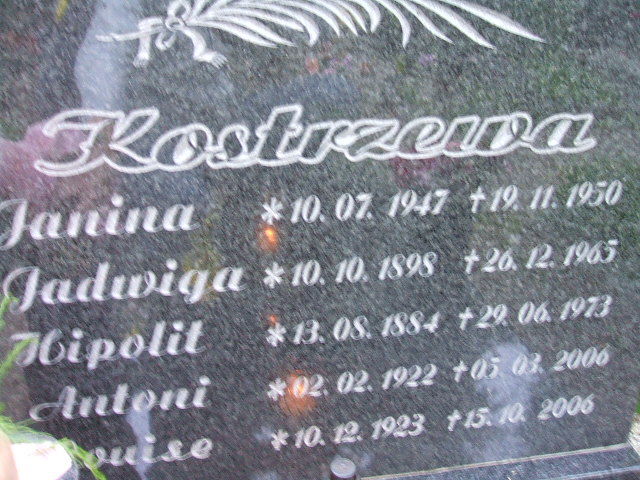 Kostrzewa
Janina * 10. 07. 1947 † 19. 11. 1950
Jadwiga * 10. 10. 1898 † 26. 12. 1965
Hipolit * 13. 08. 1884 † 29. 06. 1973
Antoni * 02. 02. 1922 † 05. 03. 2006
Louise * 10. 12. 1923 † 15. 10. 2006